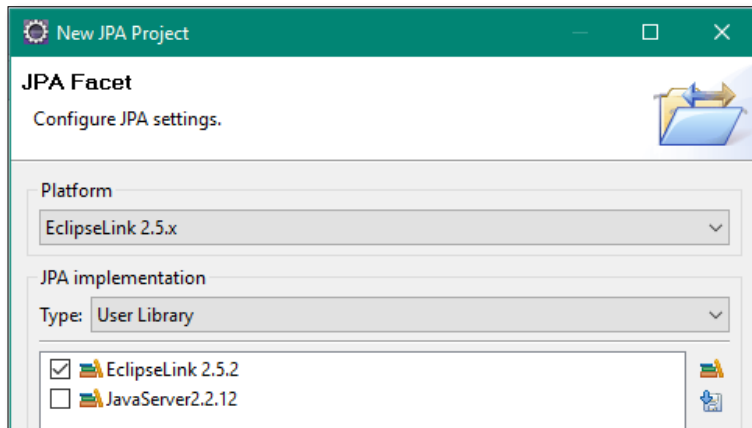 New JPA Project
JPA Facet
Configure JPA settings.
Platform
EclipseLink 2.5.x
JPA implementation
Type: User Library
EclipseLink 2.5.2
JavaServer2.2.12